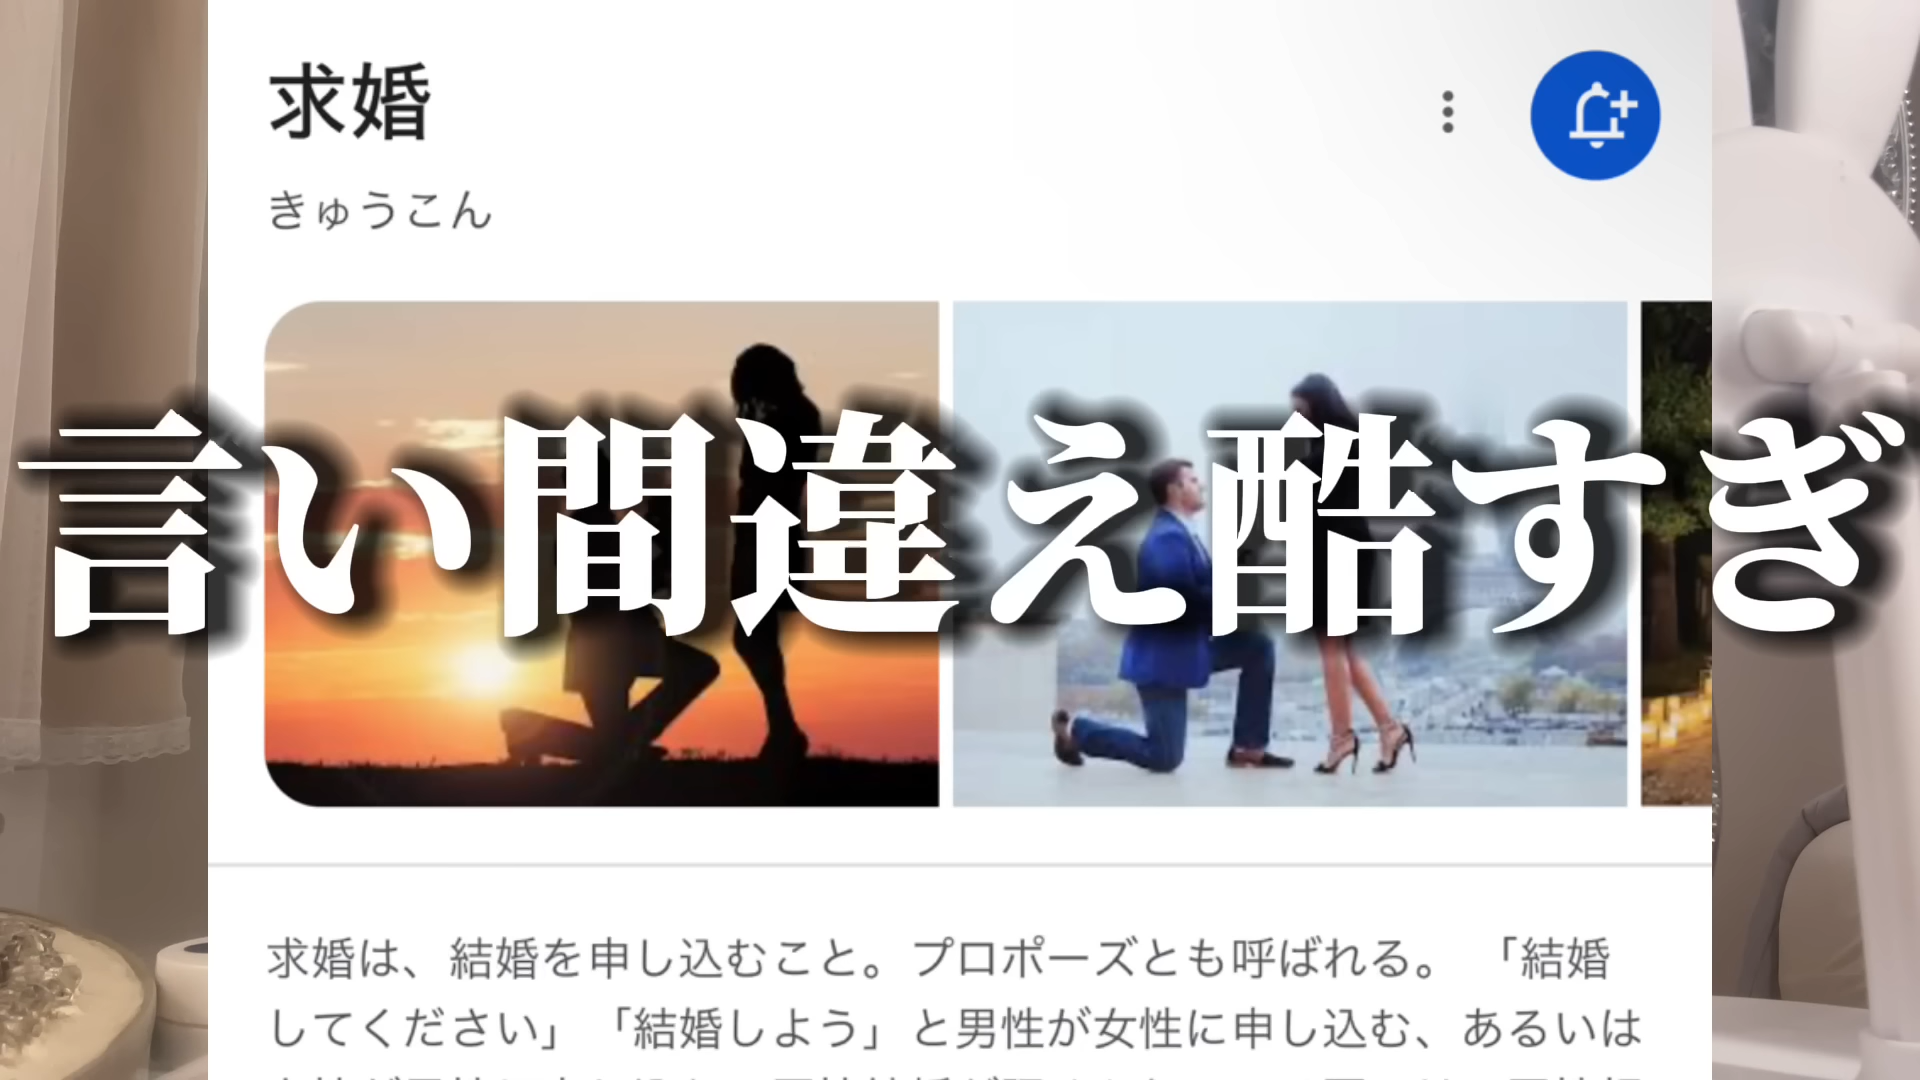 求婚
きゅうこん
言い間違え酷すぎ
求婚は、結婚を申し込むこと。プロポーズとも呼ばれる。 「結婚
してください」「結婚しよう」と男性が女性に申し込む、あるいは